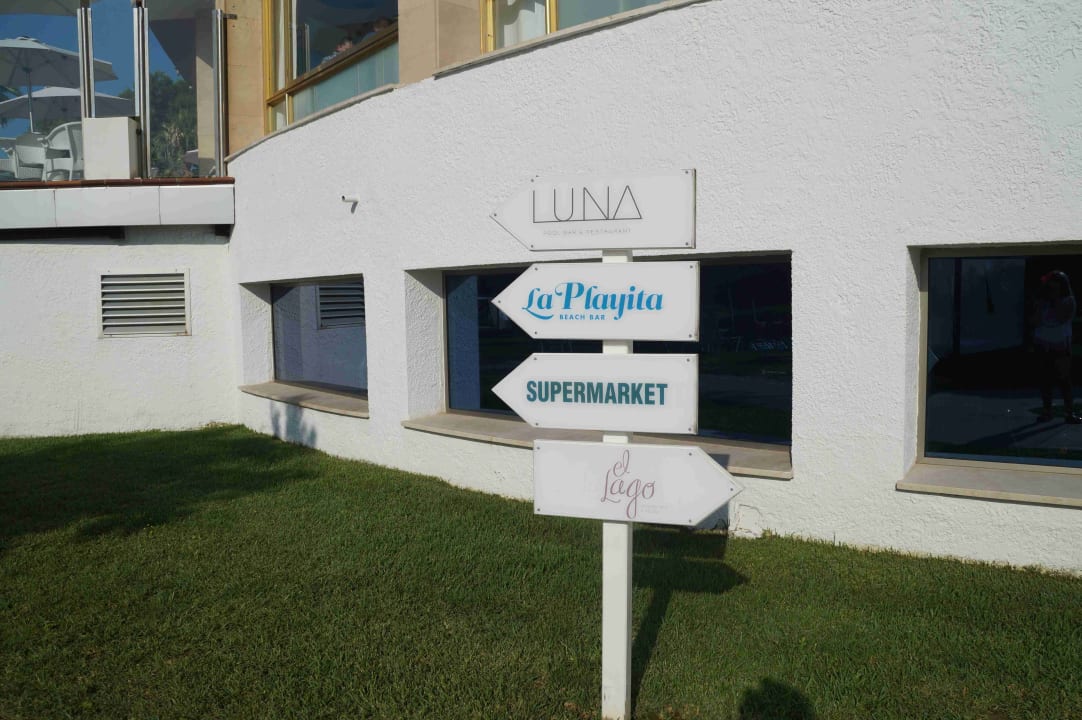 LUNA
POOL BAR & RESTAURANT
La Playita
BEACH BAR
SUPERMARKET
el
Lago